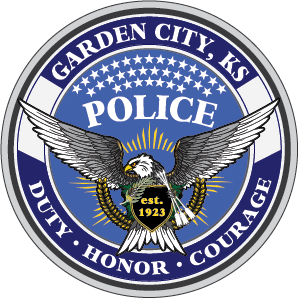 GARDEN CITY, KS
POLICE
est.
1923
DUTY · HONOR · COURAGE